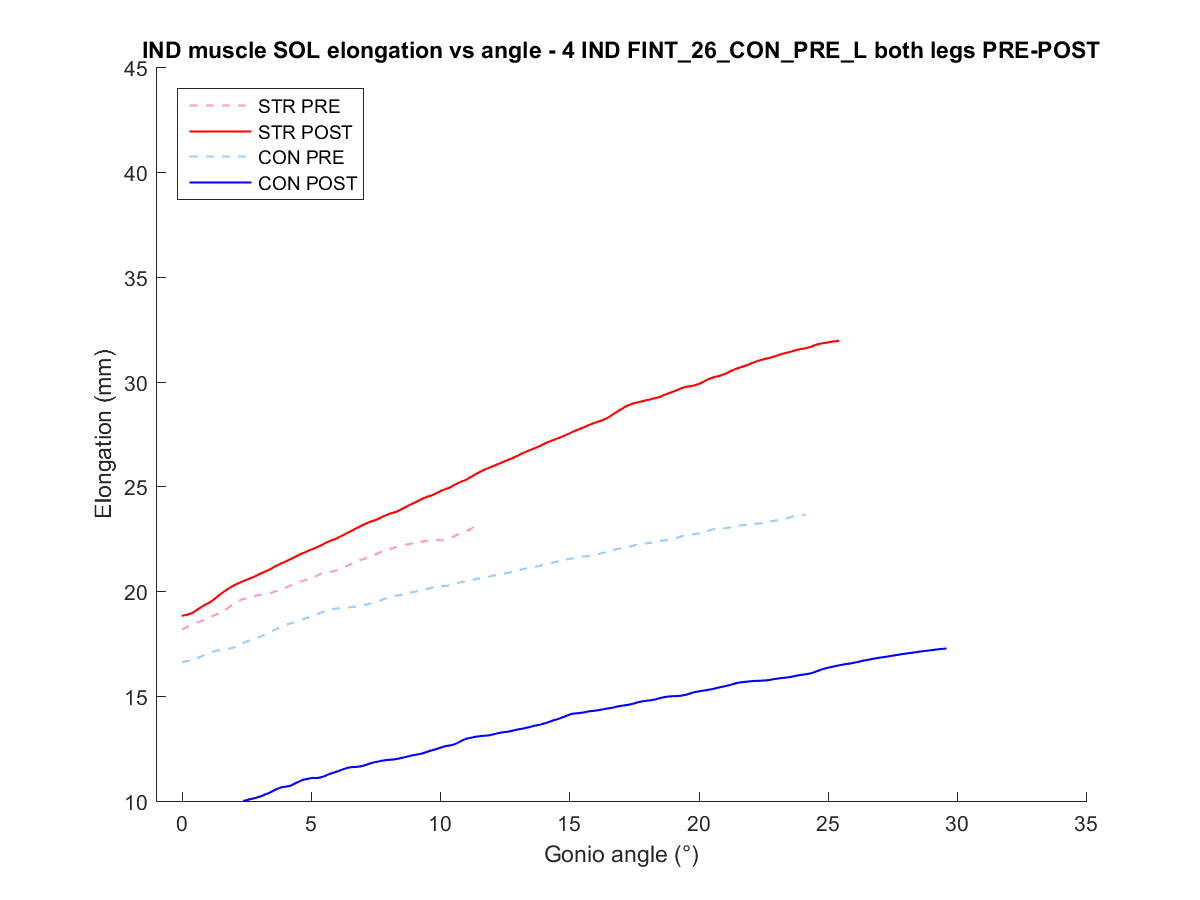 IND muscle SOL elongation vs angle - 4 IND FINT_26_CON_PRE_L both legs PRE-POST
45
40
35
30
25
20
15
10
Elongation (mm)
STR PRE
STR POST
CON PRE
CON POST
0 5 10 15 20 25 30 35
Gonio angle (°)